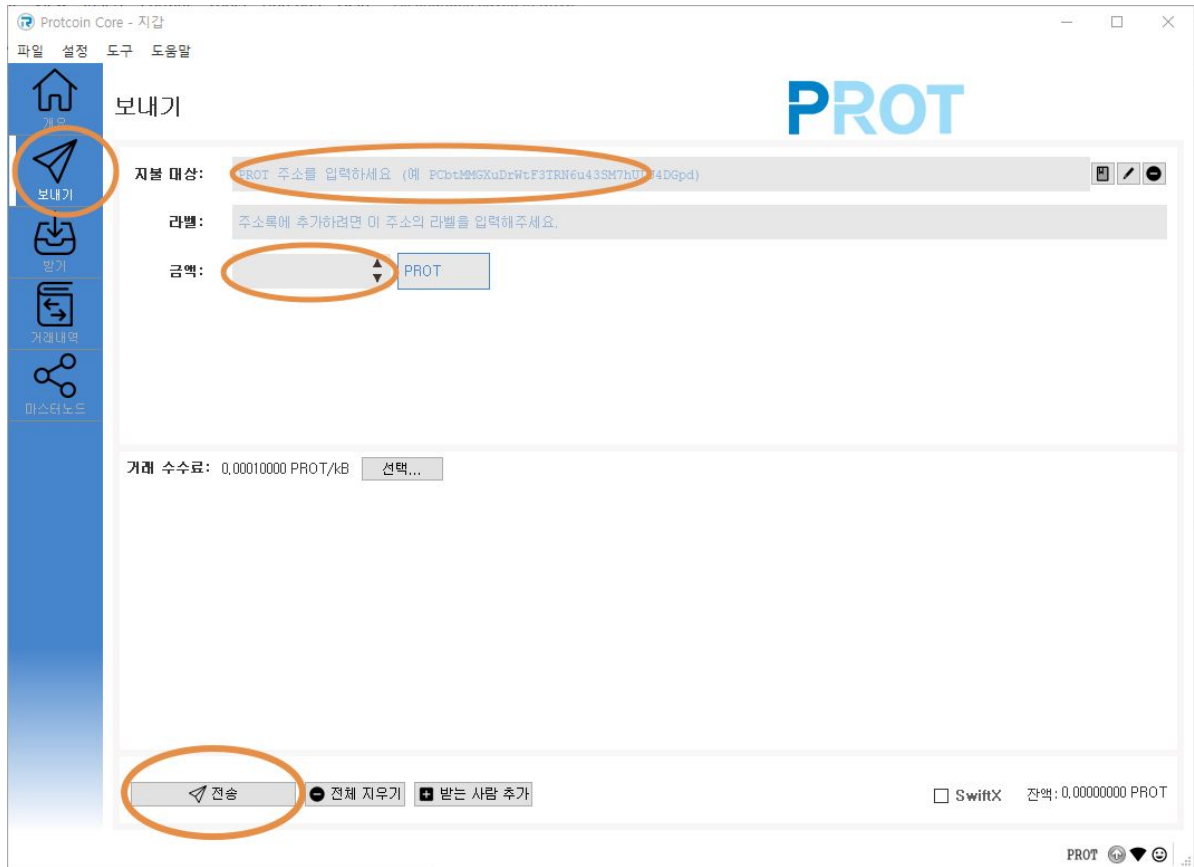 Protcoin Core - 지갑
파일 설정 도구 도움말
개요
보내기
받기
거래내역
마스터노드
보내기
PROT
지불 대상:
PROT 주소를 입력하세요 (예
라벨: 주소록에 추가하려면 이 주소의 라벨을 입력해주세요.
금액: PROT
거래 수수료: 0,00010000 PROT/kB 선택...
전송 전체 지우기 받는 사람 추가 SwiftX 잔액: 0,00000000 PROT
PROT